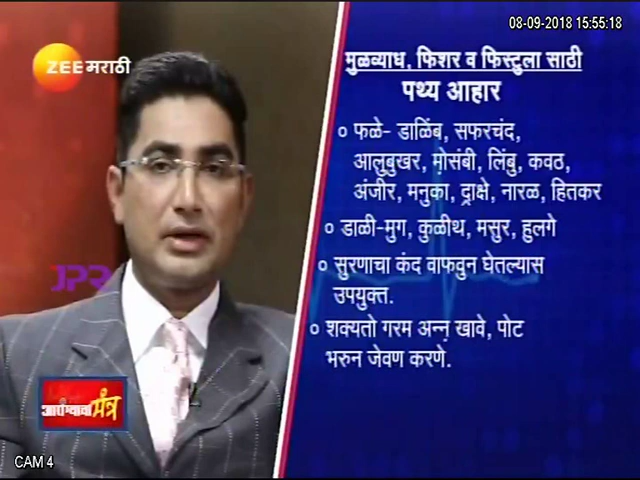 08-09-2018 15:55:18
ZEE मराठी
मुळव्याध, फिशर व फिस्टुला साठी
पथ्य आहार
फळे- डाळिंब, सफरचंद,
आलुबुखर, मोसंबी, लिंबु, कवठ,
अंजीर, मनुका, द्राक्षे, नारळ, हितकर
डाळी-मुग, कुळीथ, मसुर, हुलगे
सुरणाचा कंद वाफवुन घेतल्यास
उपयुक्त.
शक्यतो गरम अन्न खावे, पोट
भरुन जेवण करणे.
JPR
आरोग्याचा मंत्र
CAM 4